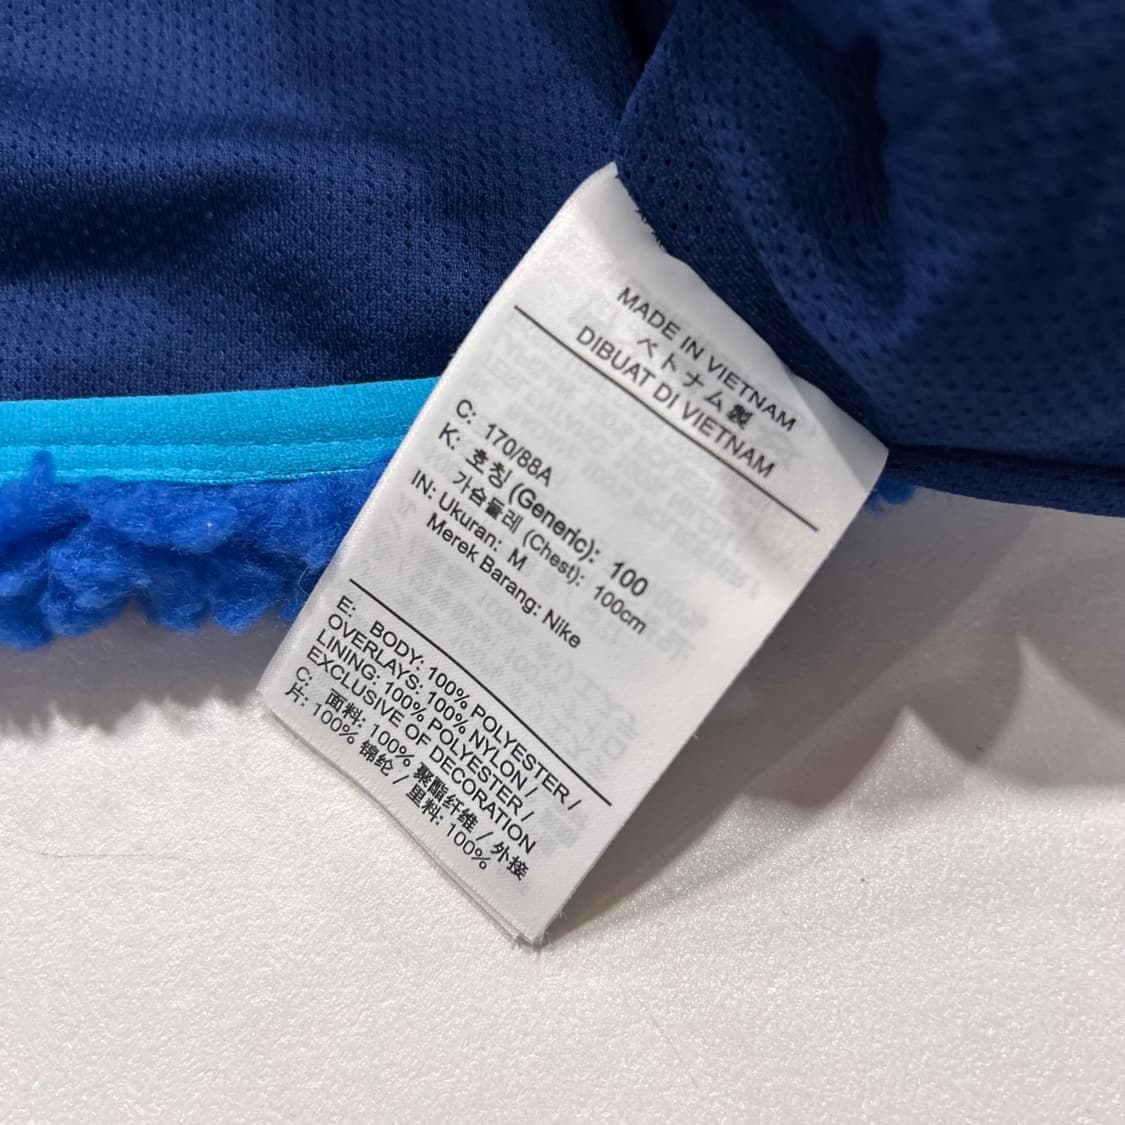 MADE IN VIETNAM
ベトナム製
DIBUAT DI VIETNAM
C: 170/88A
K: 호칭 (Generic): 100
가슴둘레 (Chest): 100cm
IN: Ukuran: M
Merek Barang: Nike
E: BODY: 100% POLYESTER /
OVERLAYS: 100% NYLON /
LINING: 100% POLYESTER /
EXCLUSIVE OF DECORATION
C: 面料: 100% 聚酯纤维 / 外接
片: 100% 锦纶 / 里料: 100%